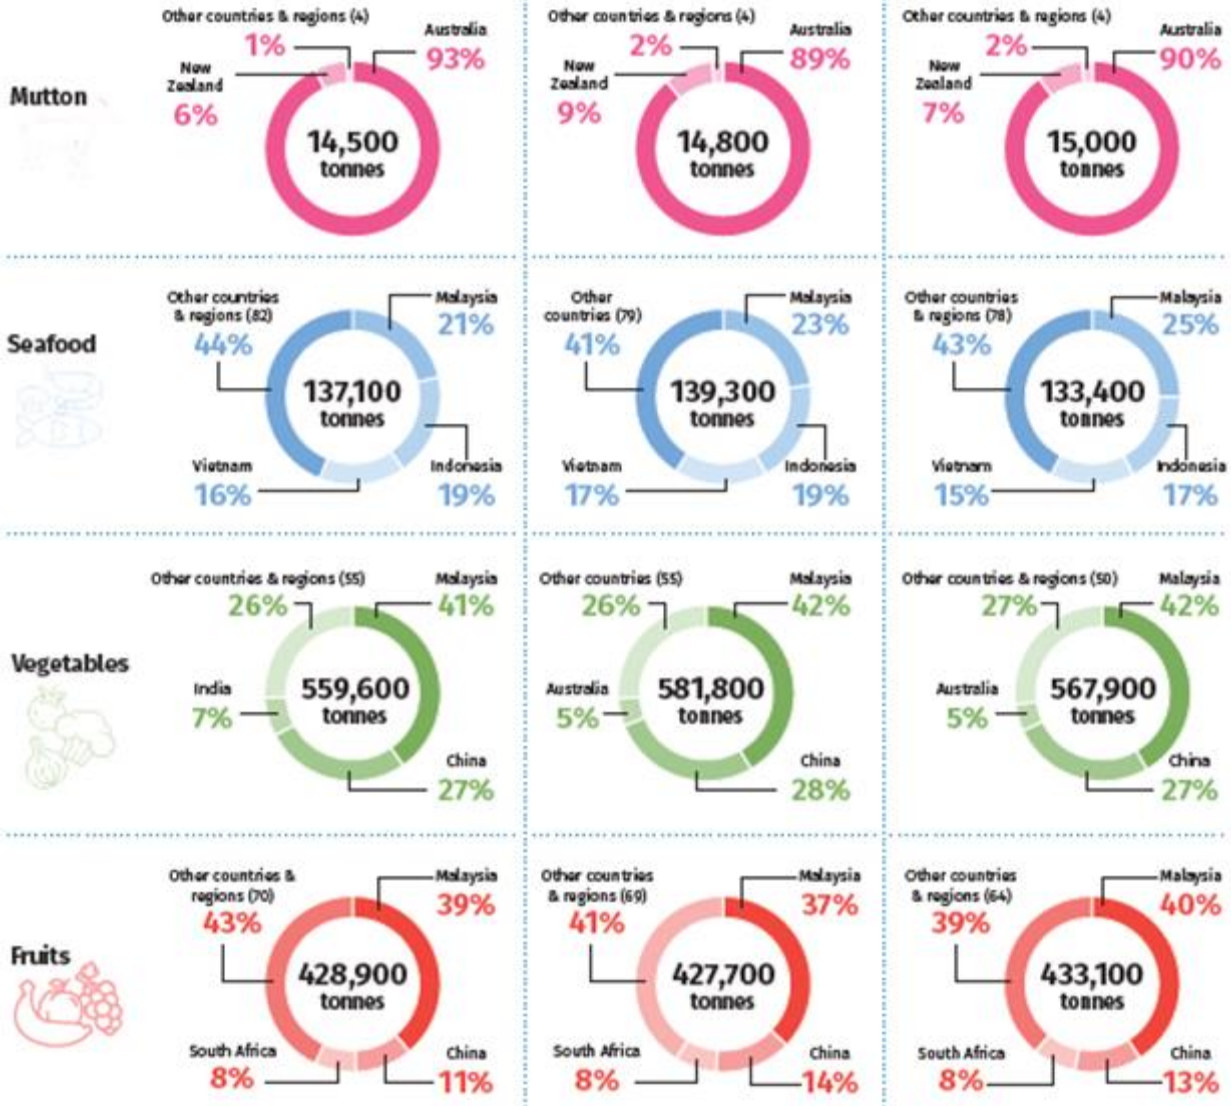 Mutton
Other countries & regions (4)
1%
Australia
93%
New
Zealand
6%
14,500
tonnes
Other countries & regions (4)
2%
Australia
89%
New
Zealand
9%
14,800
tonnes
Other countries & regions (4)
2%
Australia
90%
New
Zealand
7%
15,000
tonnes
Seafood
Other countries
& regions (82)
44%
Malaysia
21%
137,100
tonnes
Vietnam
16%
Indonesia
19%
Other
countries (79)
41%
Malaysia
23%
139,300
tonnes
Vietnam
17%
Indonesia
19%
Other countries
& regions (78)
43%
Malaysia
25%
133,400
tonnes
Vietnam
15%
Indonesia
17%
Vegetables
Other countries & regions (55)
26%
Malaysia
41%
India
7%
559,600
tonnes
China
27%
Other countries (55)
26%
Malaysia
42%
Australia
5%
581,800
tonnes
China
28%
Other countries & regions (50)
27%
Malaysia
42%
Australia
5%
567,900
tonnes
China
27%
Fruits
Other countries &
regions (70)
43%
Malaysia
39%
428,900
tonnes
South Africa
8%
China
11%
Other countries
& regions (69)
41%
Malaysia
37%
427,700
tonnes
South Africa
8%
China
14%
Other countries
& regions (64)
39%
Malaysia
40%
433,100
tonnes
South Africa
8%
China
13%